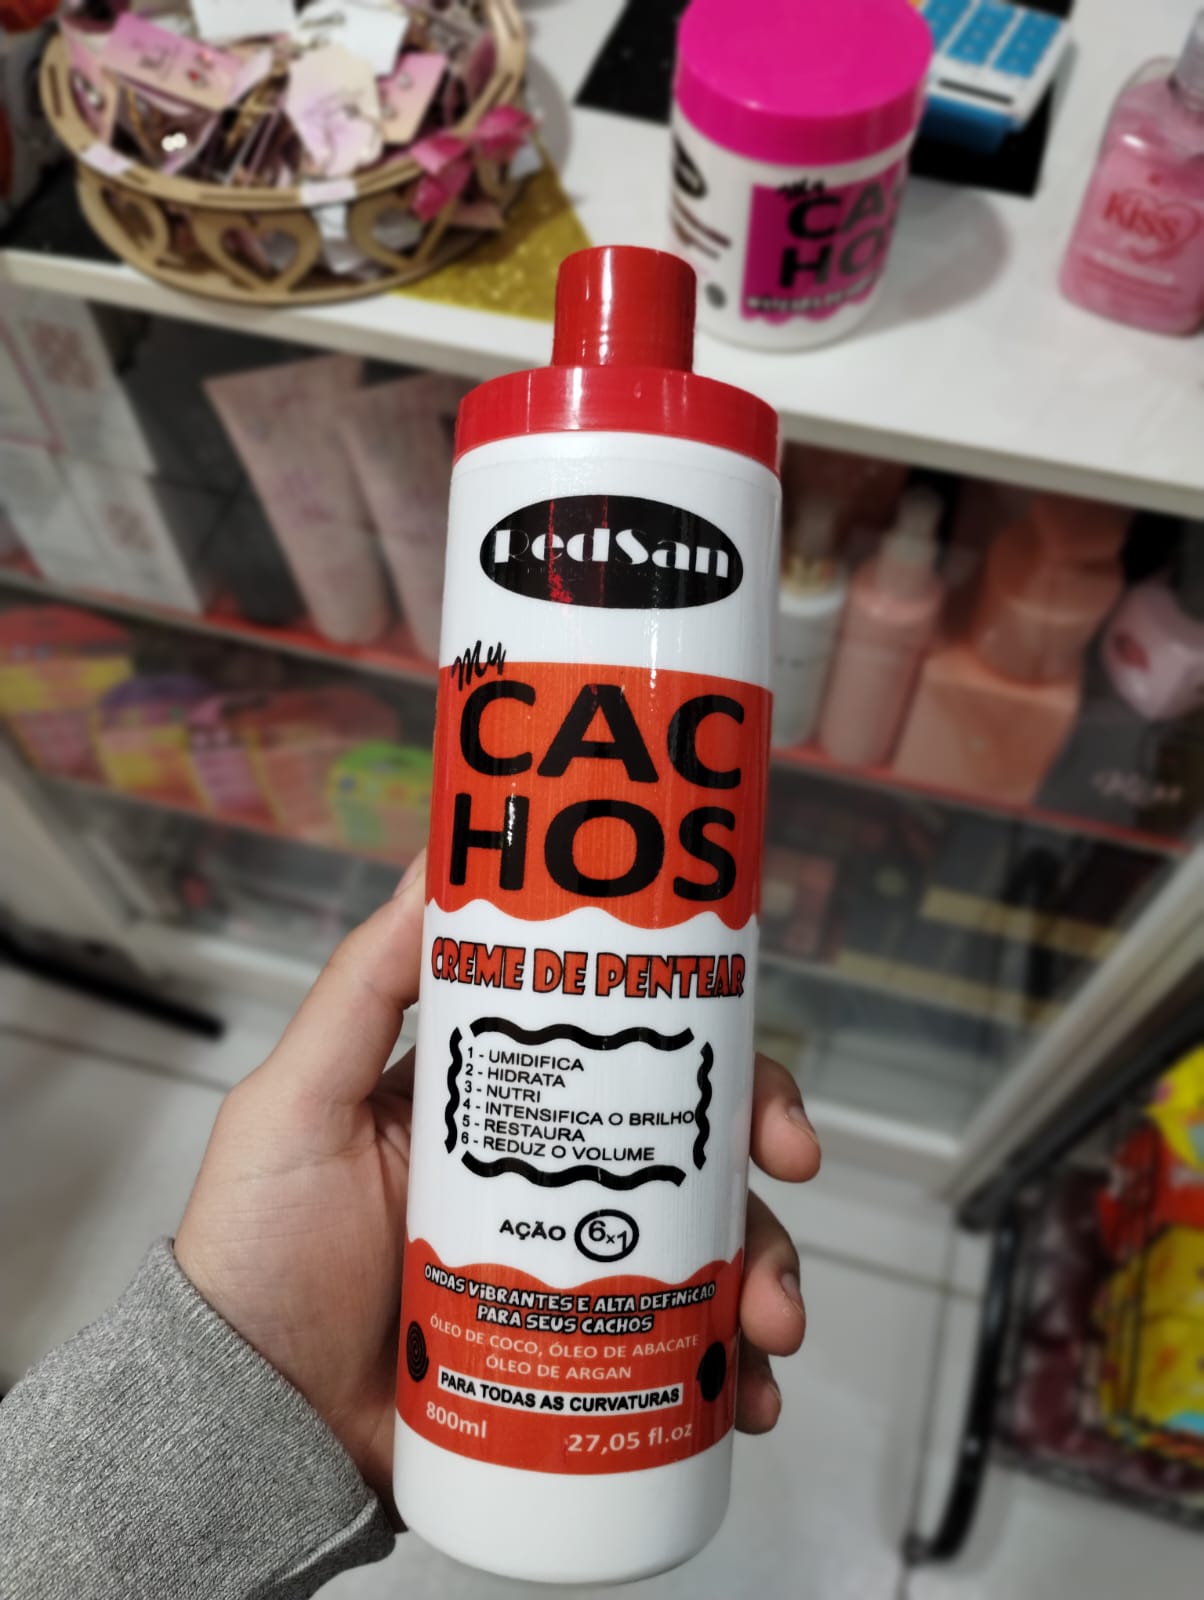 RedSan
My
CAC
HOS
CREME DE PENTEAR
1 - UMIDIFICA
2 - HIDRATA
3 - NUTRI
4 - INTENSIFICA O BRILHO
5 - RESTAURA
6 - REDUZ O VOLUME
AÇÃO 6x1
ONDAS VIBRANTES E ALTA DEFINICAO
PARA SEUS CACHOS
ÓLEO DE COCO, ÓLEO DE ABACATE
ÓLEO DE ARGAN
PARA TODAS AS CURVATURAS
800ml 27,05 fl.oz
My
CA
HO
KISS